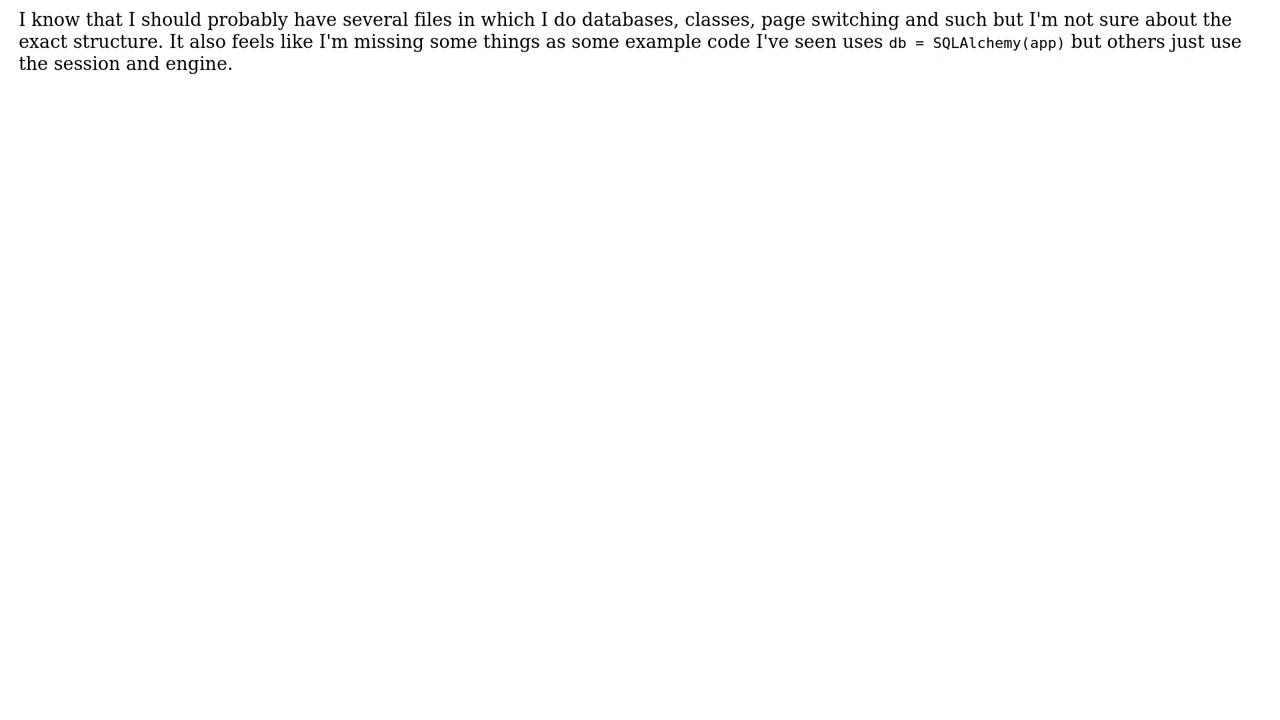 I know that I should probably have several files in which I do databases, classes, page switching and such but I'm not sure about the
exact structure. It also feels like I'm missing some things as some example code I've seen uses db = SQLAlchemy(app) but others just use
the session and engine.